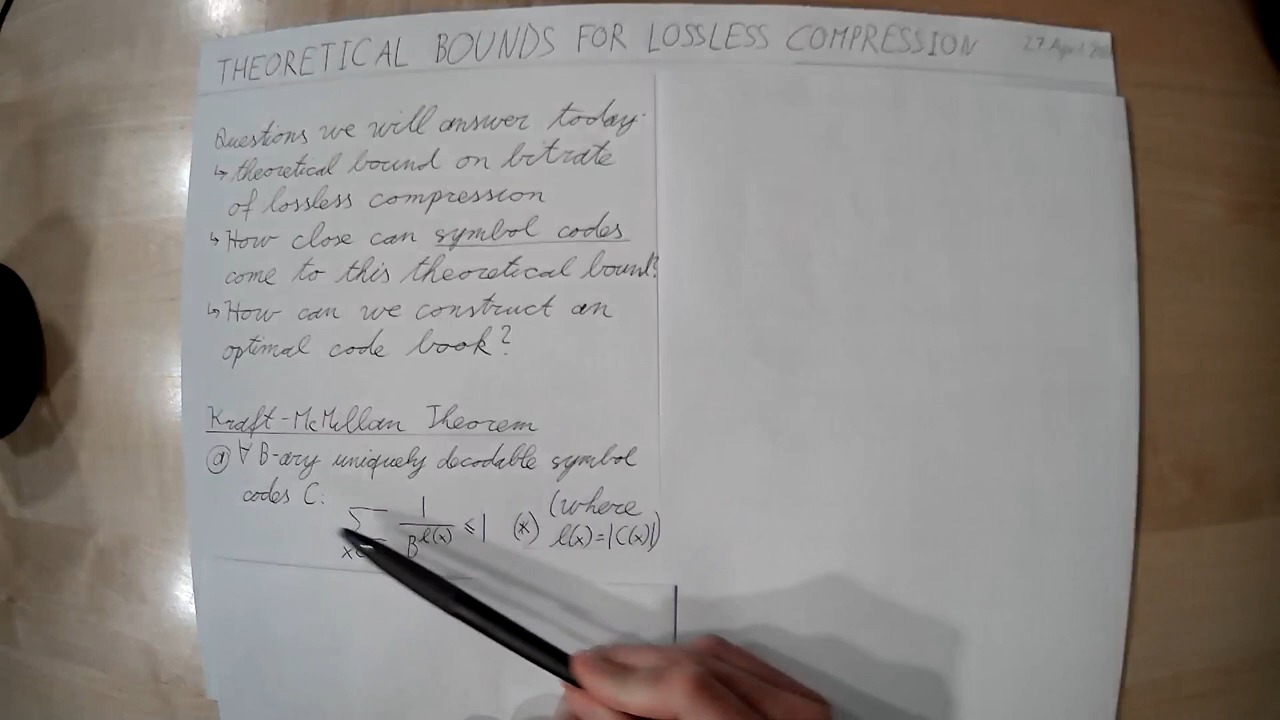 THEORETICAL BOUNDS FOR LOSSLESS COMPRESSION
27 April
Questions we will answer today:
↳ theoretical bound on bitrate
of lossless compression
↳ How close can symbol codes
come to this theoretical bound?
↳ How can we construct an
optimal code book?
Kraft-McMillan Theorem
ⓐ ∀ B-ary uniquely decodable symbol
codes C:
∑ 1/B^ℓ(x) ≤ 1 (*) (where
ℓ(x)=|C(x)|)